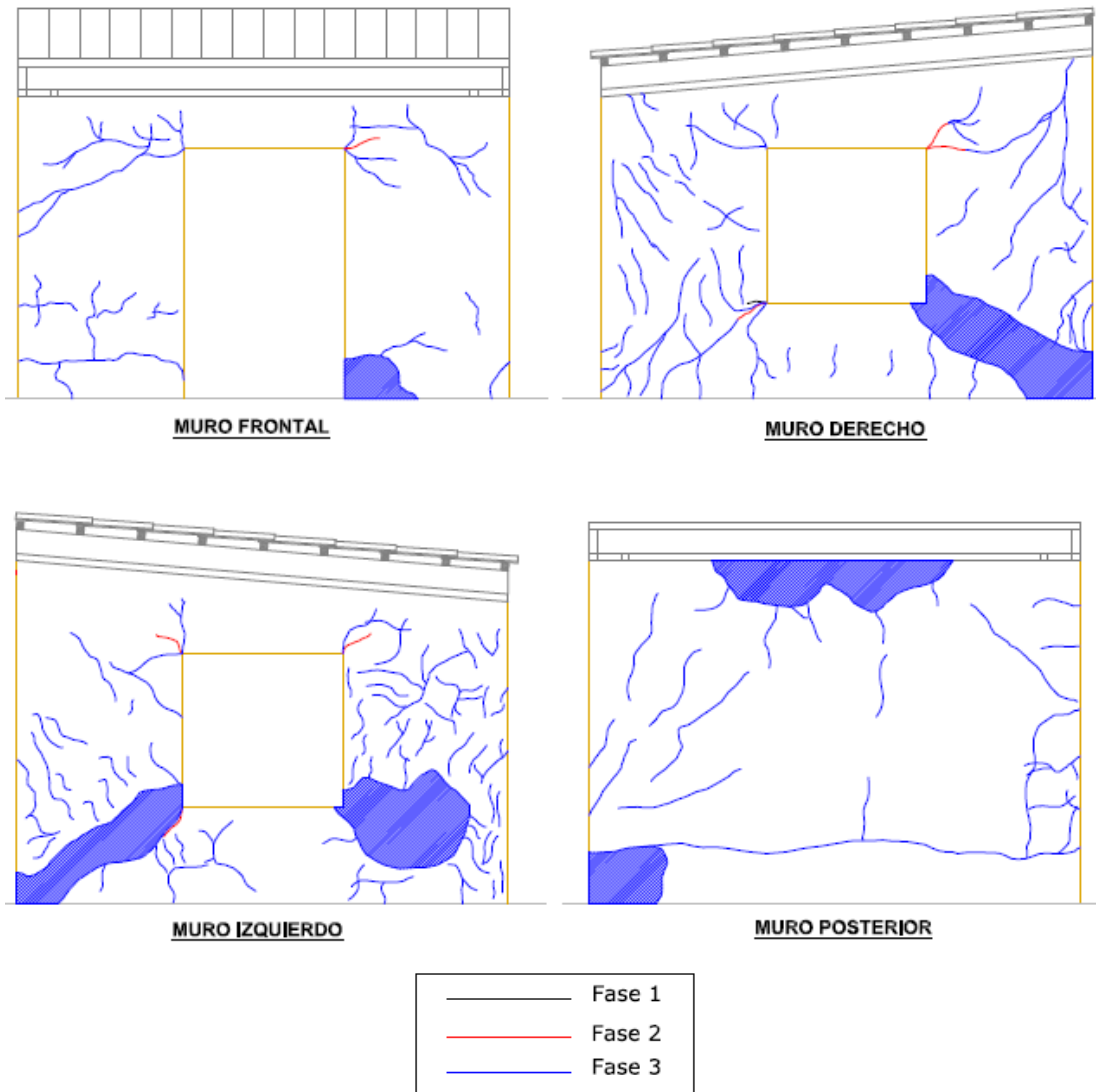 MURO FRONTAL
MURO DERECHO
MURO IZQUIERDO
MURO POSTERIOR
Fase 1
Fase 2
Fase 3